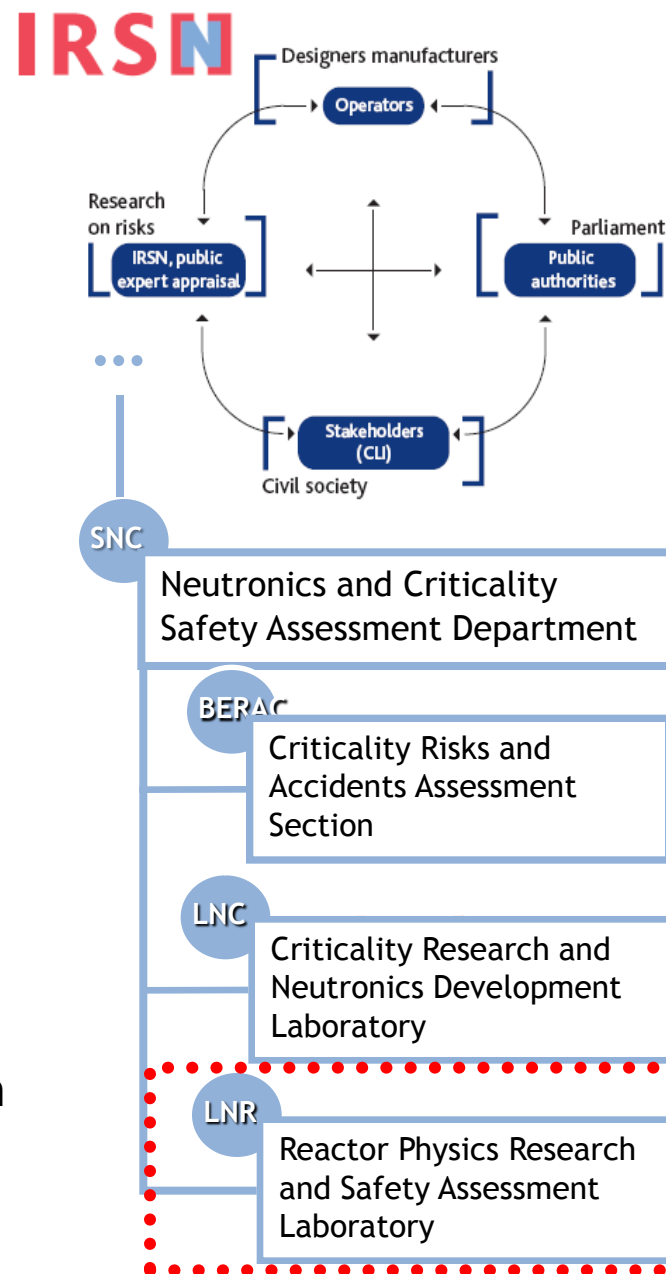 IRSN
Designers manufacturers
Operators
Research
on risks
IRSN, public
expert appraisal
Parliament
Public
authorities
...
Stakeholders
(CLI)
Civil society
SNC
Neutronics and Criticality
Safety Assessment Department
BERAC
Criticality Risks and
Accidents Assessment
Section
LNC
Criticality Research and
Neutronics Development
Laboratory
n
LNR
Reactor Physics Research
and Safety Assessment
Laboratory